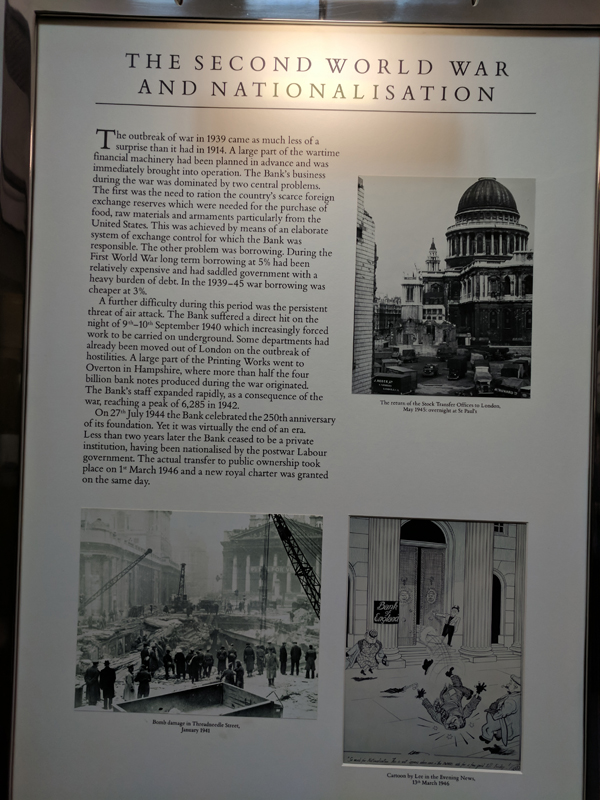 THE SECOND WORLD WAR
AND NATIONALISATION
The outbreak of war in 1939 came as much less of a
surprise than it had in 1914. A large part of the wartime
financial machinery had been planned in advance and was
immediately brought into operation. The Bank's business
during the war was dominated by two central problems.
The first was the need to ration the country's scarce foreign
exchange reserves which were needed for the purchase of
food, raw materials and armaments particularly from the
United States. This was achieved by means of an elaborate
system of exchange control for which the Bank was
responsible. The other problem was borrowing. During the
First World War long term borrowing at 5% had been
relatively expensive and had saddled government with a
heavy burden of debt. In the 1939–45 war borrowing was
cheaper at 3%.
A further difficulty during this period was the persistent
threat of air attack. The Bank suffered a direct hit on the
night of 9th–10th September 1940 which increasingly forced
work to be carried on underground. Some departments had
already been moved out of London on the outbreak of
hostilities. A large part of the Printing Works went to
Overton in Hampshire, where more than half the four
billion bank notes produced during the war originated.
The Bank's staff expanded rapidly, as a consequence of the
war, reaching a peak of 6,285 in 1942.
On 27th July 1944 the Bank celebrated the 250th anniversary
of its foundation. Yet it was virtually the end of an era.
Less than two years later the Bank ceased to be a private
institution, having been nationalised by the postwar Labour
government. The actual transfer to public ownership took
place on 1st March 1946 and a new royal charter was granted
on the same day.
The return of the Stock Transfer Offices to London,
May 1945: overnight at St Paul's
Bomb damage in Threadneedle Street,
January 1941
Bank
of
England
Cartoon by Lee in the Evening News,
13th March 1946